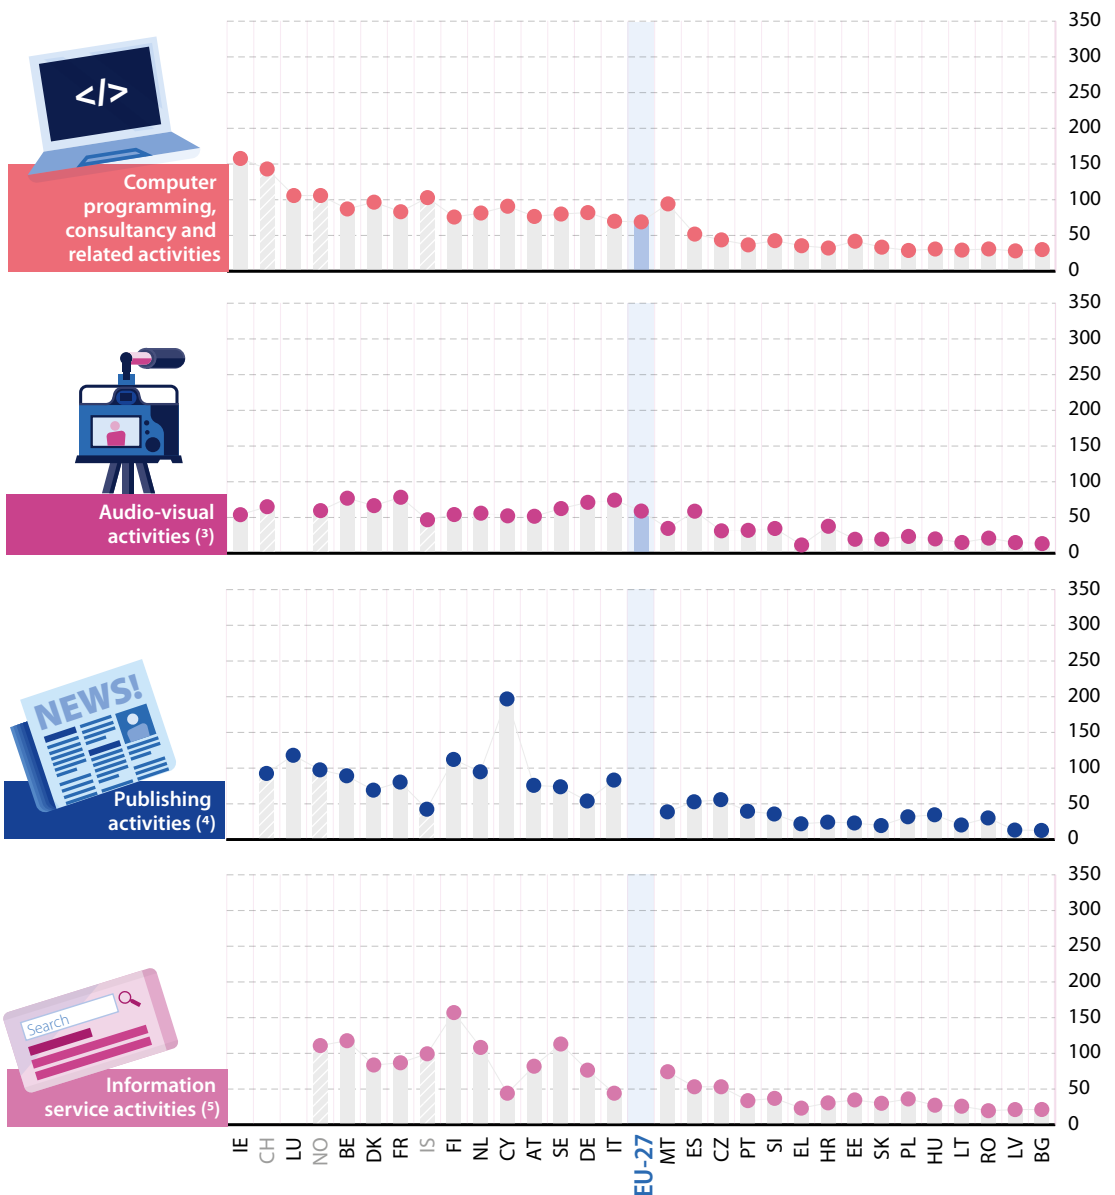 350
300
250
200
150
100
50
0
</>
Computer
programming,
consultancy and
related activities
350
300
250
200
150
100
50
0
Audio-visual
activities (³)
350
300
250
200
150
100
50
0
NEWS!
Publishing
activities (⁴)
350
300
250
200
150
100
50
0
Search
Information
service activities (⁵)
IE
CH
LU
NO
BE
DK
FR
IS
FI
NL
CY
AT
SE
DE
IT
EU-27
MT
ES
CZ
PT
SI
EL
HR
EE
SK
PL
HU
LT
RO
LV
BG